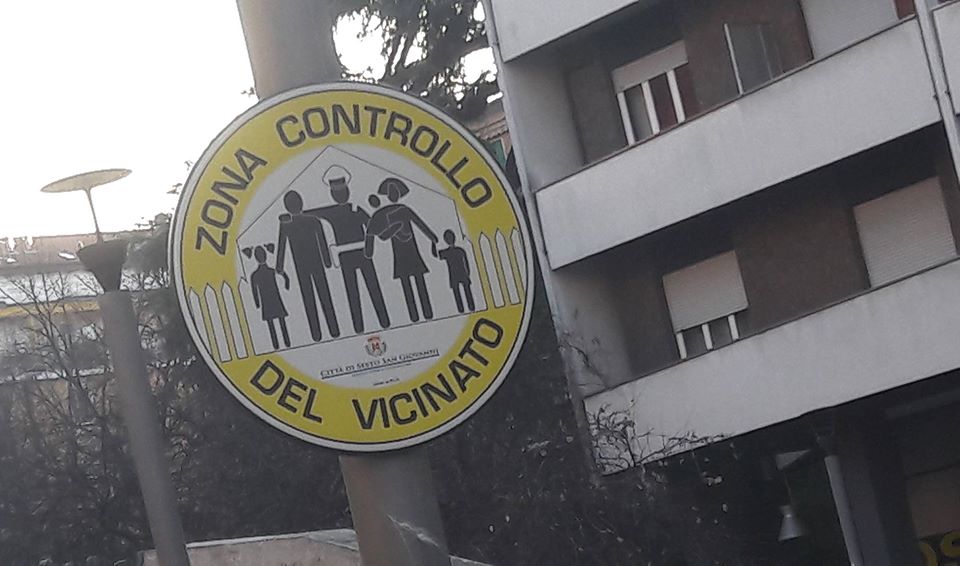 ZONA CONTROLLO
CITTÀ DI SESTO SAN GIOVANNI
DEL VICINATO